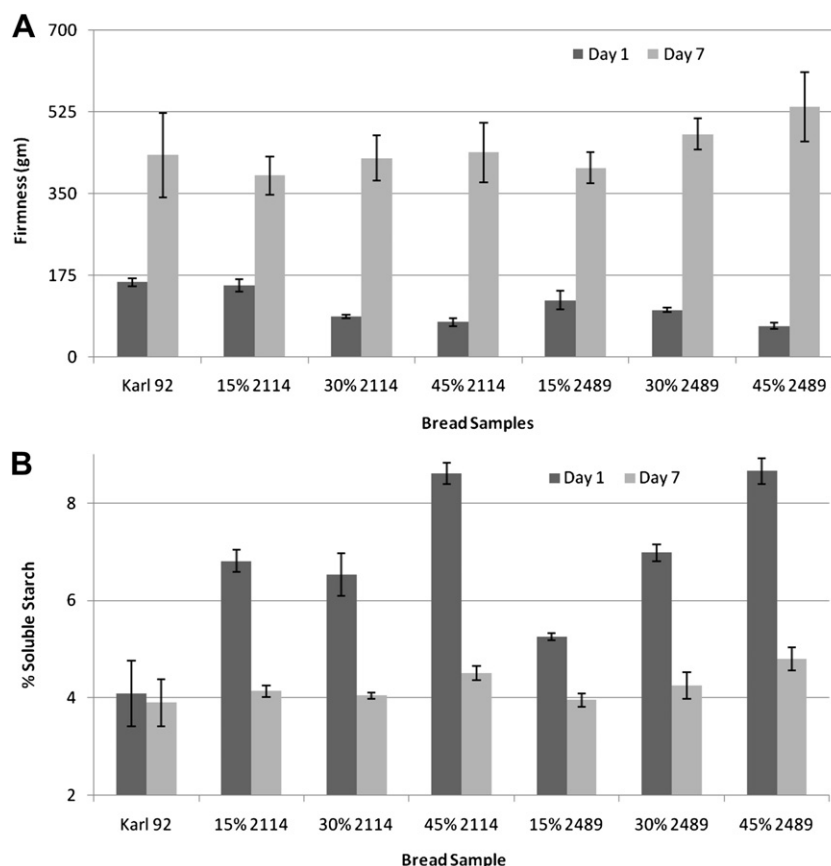 A
700
Day 1 Day 7
525
Firmness (gm)
350
175
0
Karl 92 15% 2114 30% 2114 45% 2114 15% 2489 30% 2489 45% 2489
Bread Samples
B
8
Day 1 Day 7
% Soluble Starch
6
4
2
Karl 92 15% 2114 30% 2114 45% 2114 15% 2489 30% 2489 45% 2489
Bread Sample